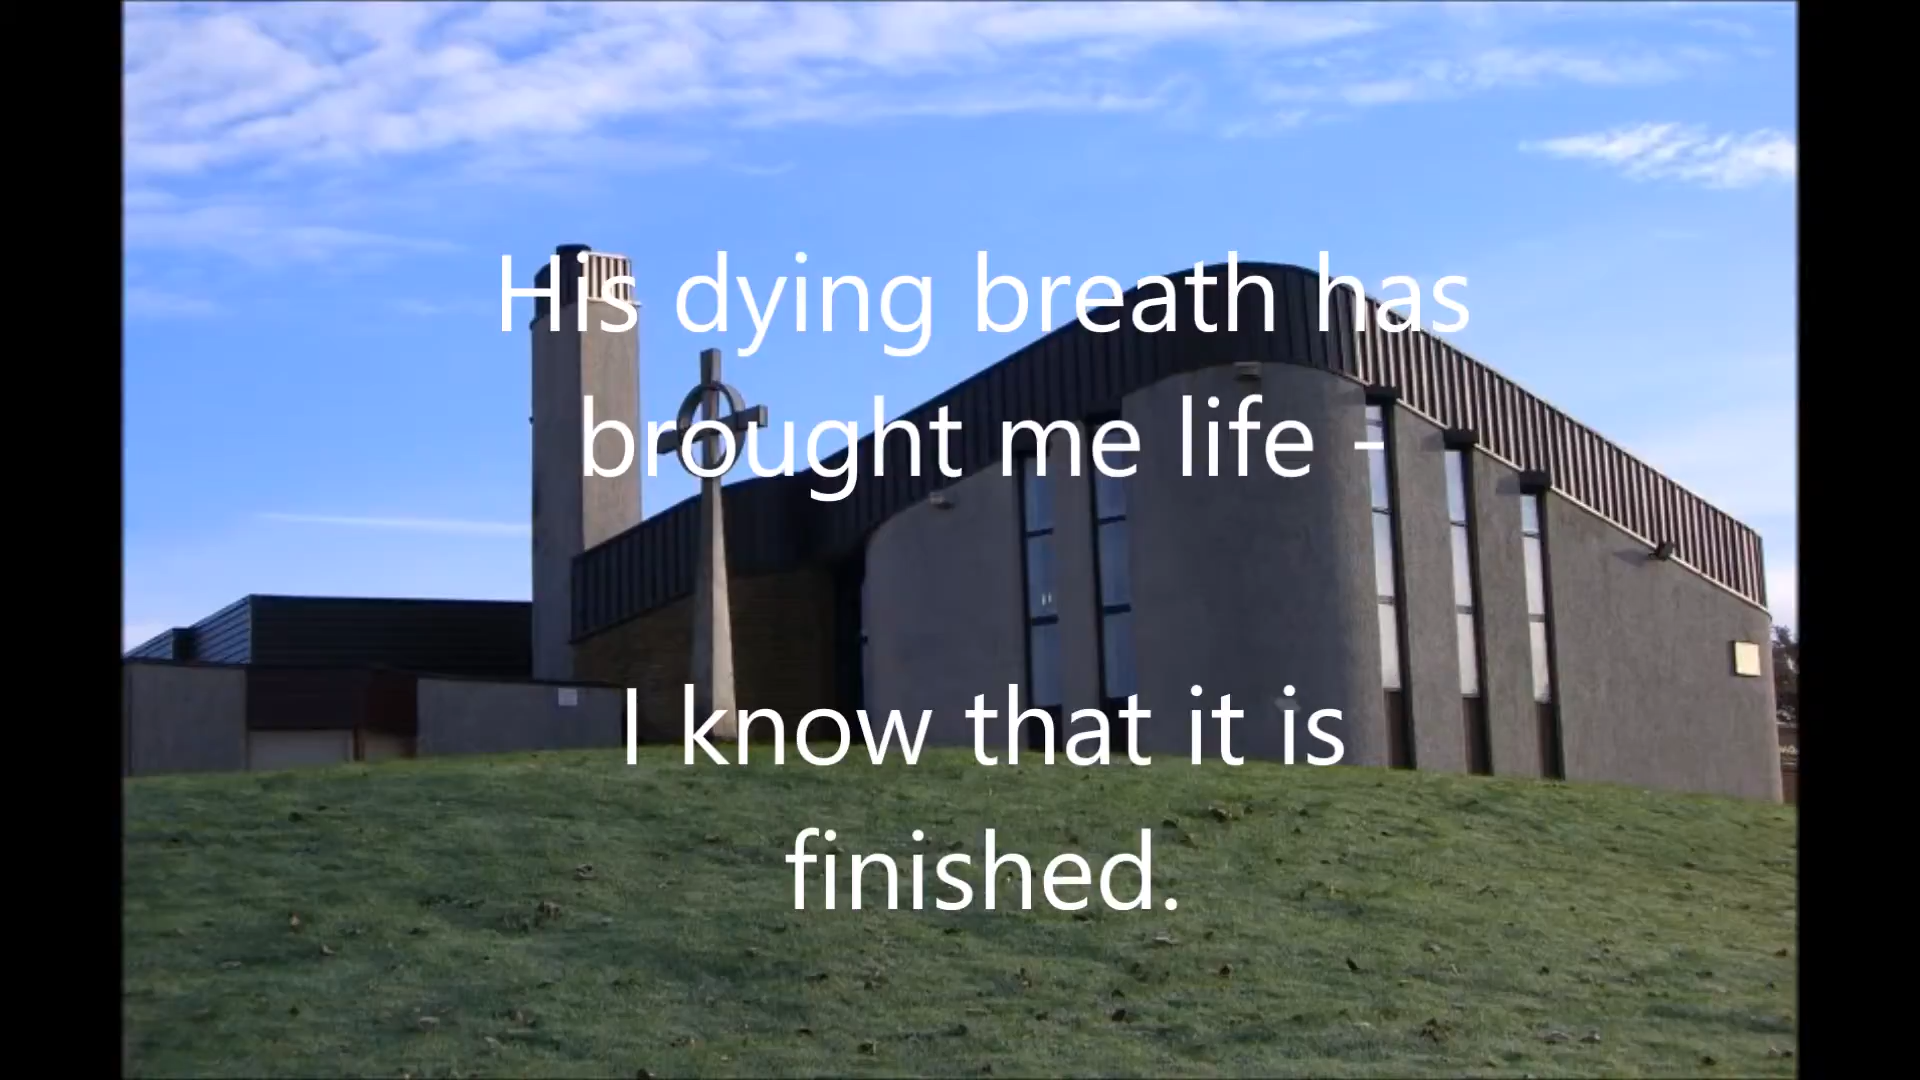 His dying breath has
brought me life -
I know that it is
finished.